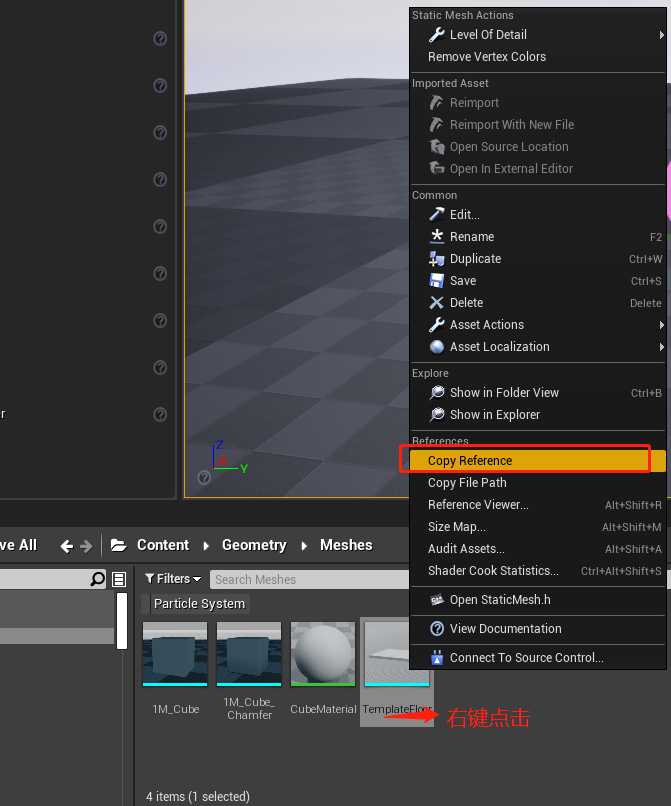 Static Mesh Actions
Level Of Detail
Remove Vertex Colors
Imported Asset
Reimport
Reimport With New File
Open Source Location
Open In External Editor
Common
Edit...
Rename F2
Duplicate Ctrl+W
Save Ctrl+S
Delete Delete
Asset Actions
Asset Localization
Explore
Show in Folder View Ctrl+B
Show in Explorer
References
Copy Reference
Copy File Path
Reference Viewer... Alt+Shift+R
Size Map... Alt+Shift+M
Audit Assets... Alt+Shift+A
Shader Cook Statistics... Ctrl+Alt+Shift+S
Open StaticMesh.h
View Documentation
Connect To Source Control...
r
Z
Y
ve All
Content Geometry Meshes
Filters Search Meshes
Particle System
1M_Cube
1M_Cube_
Chamfer
CubeMaterial
TemplateFloor
右键点击
4 items (1 selected)